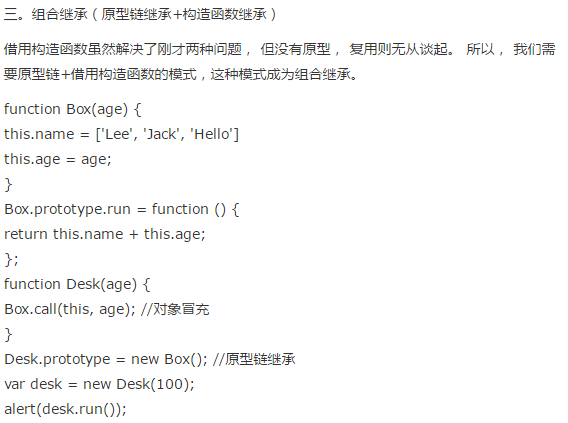 三。组合继承（原型链继承+构造函数继承）
借用构造函数虽然解决了刚才两种问题， 但没有原型， 复用则无从谈起。 所以， 我们需
要原型链+借用构造函数的模式，这种模式成为组合继承。
function Box(age) {
this.name = ['Lee', 'Jack', 'Hello']
this.age = age;
}
Box.prototype.run = function () {
return this.name + this.age;
};
function Desk(age) {
Box.call(this, age); //对象冒充
}
Desk.prototype = new Box(); //原型链继承
var desk = new Desk(100);
alert(desk.run());